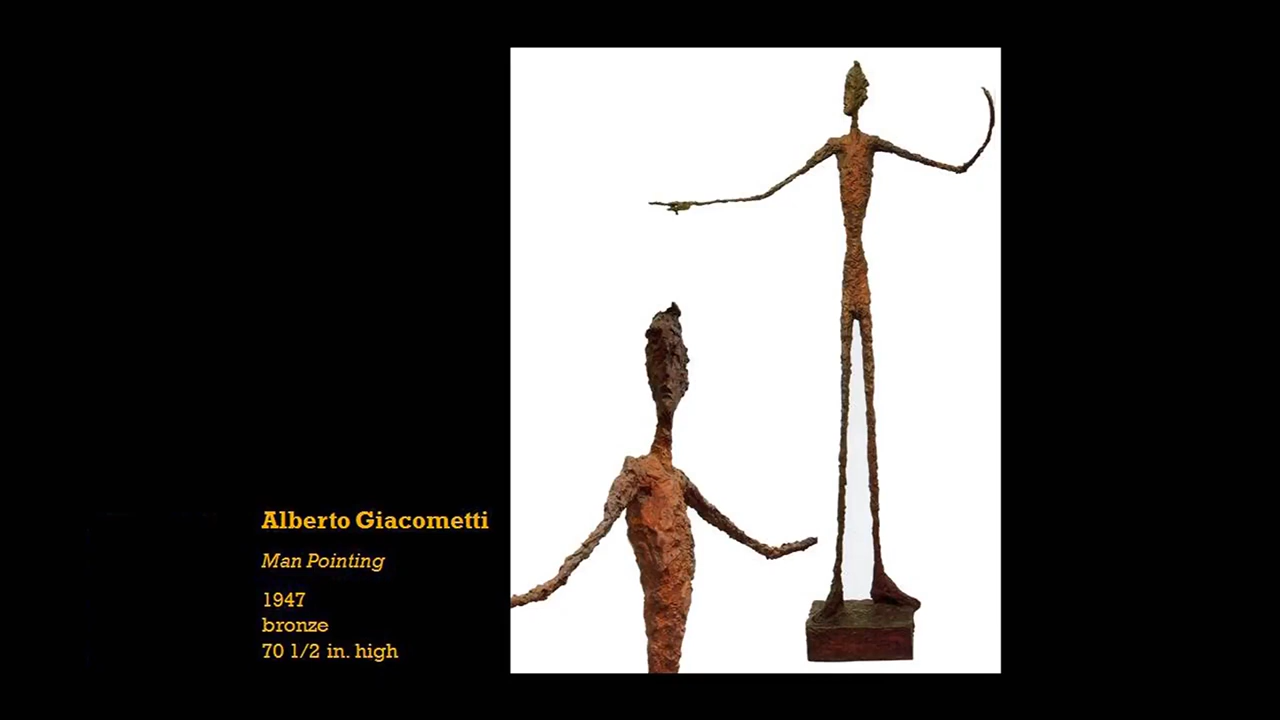 Alberto Giacometti
Man Pointing
1947
bronze
70 1/2 in. high